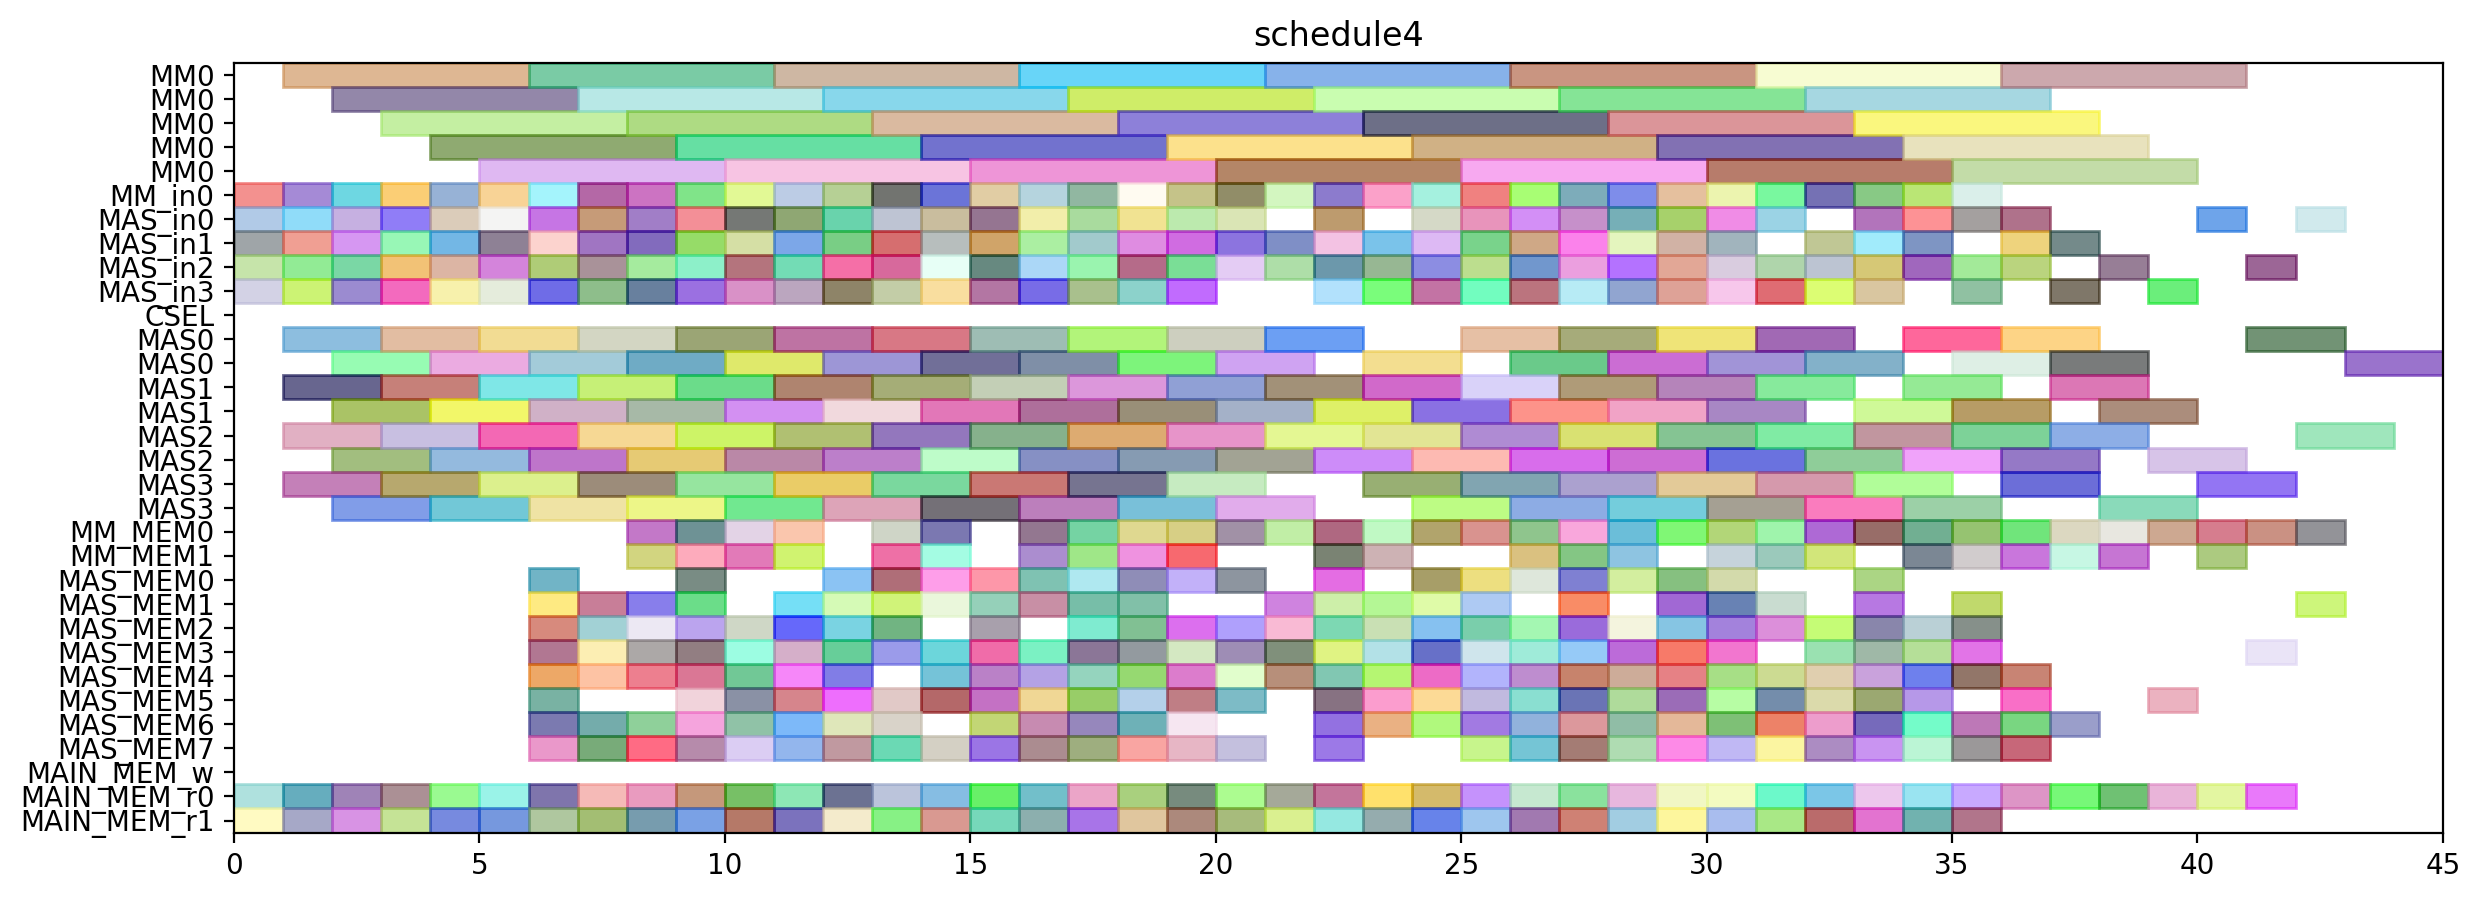 schedule4
MM0
MM0
MM0
MM0
MM0
MM_in0
MAS_in0
MAS_in1
MAS_in2
MAS_in3
CSEL
MAS0
MAS0
MAS1
MAS1
MAS2
MAS2
MAS3
MAS3
MM_MEM0
MM_MEM1
MAS_MEM0
MAS_MEM1
MAS_MEM2
MAS_MEM3
MAS_MEM4
MAS_MEM5
MAS_MEM6
MAS_MEM7
MAIN_MEM_w
MAIN_MEM_r0
MAIN_MEM_r1
0 5 10 15 20 25 30 35 40 45